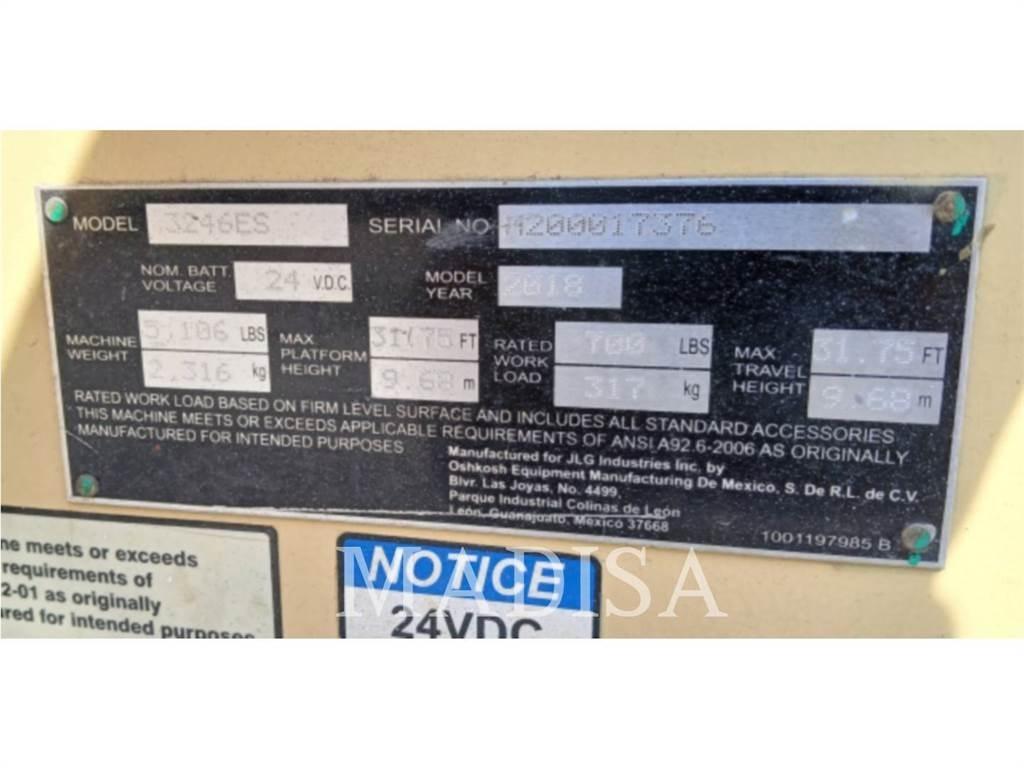 MODEL 3246ES SERIAL NO M200017376
NOM. BATT. VOLTAGE 24 V.D.C. MODEL YEAR 2018
MACHINE WEIGHT 5,106 LBS 2,316 kg MAX PLATFORM HEIGHT 31.75 FT 9.68 m RATED WORK LOAD 700 LBS 317 kg MAX TRAVEL HEIGHT 31.75 FT 9.68 m
RATED WORK LOAD BASED ON FIRM LEVEL SURFACE AND INCLUDES ALL STANDARD ACCESSORIES
THIS MACHINE MEETS OR EXCEEDS APPLICABLE REQUIREMENTS OF ANSI A92.6-2006 AS ORIGINALLY
MANUFACTURED FOR INTENDED PURPOSES
Manufactured for JLG Industries Inc. by
Oshkosh Equipment Manufacturing De Mexico, S. De R.L. de C.V.
Blvr. Las Joyas, No. 4499,
Parque Industrial Colinas de León
León, Guanajuato, Mexico 37668
1001197985 B
ne meets or exceeds
requirements of
2-01 as originally
ured for intended purposes
NOTICE
24VDC
MADISA